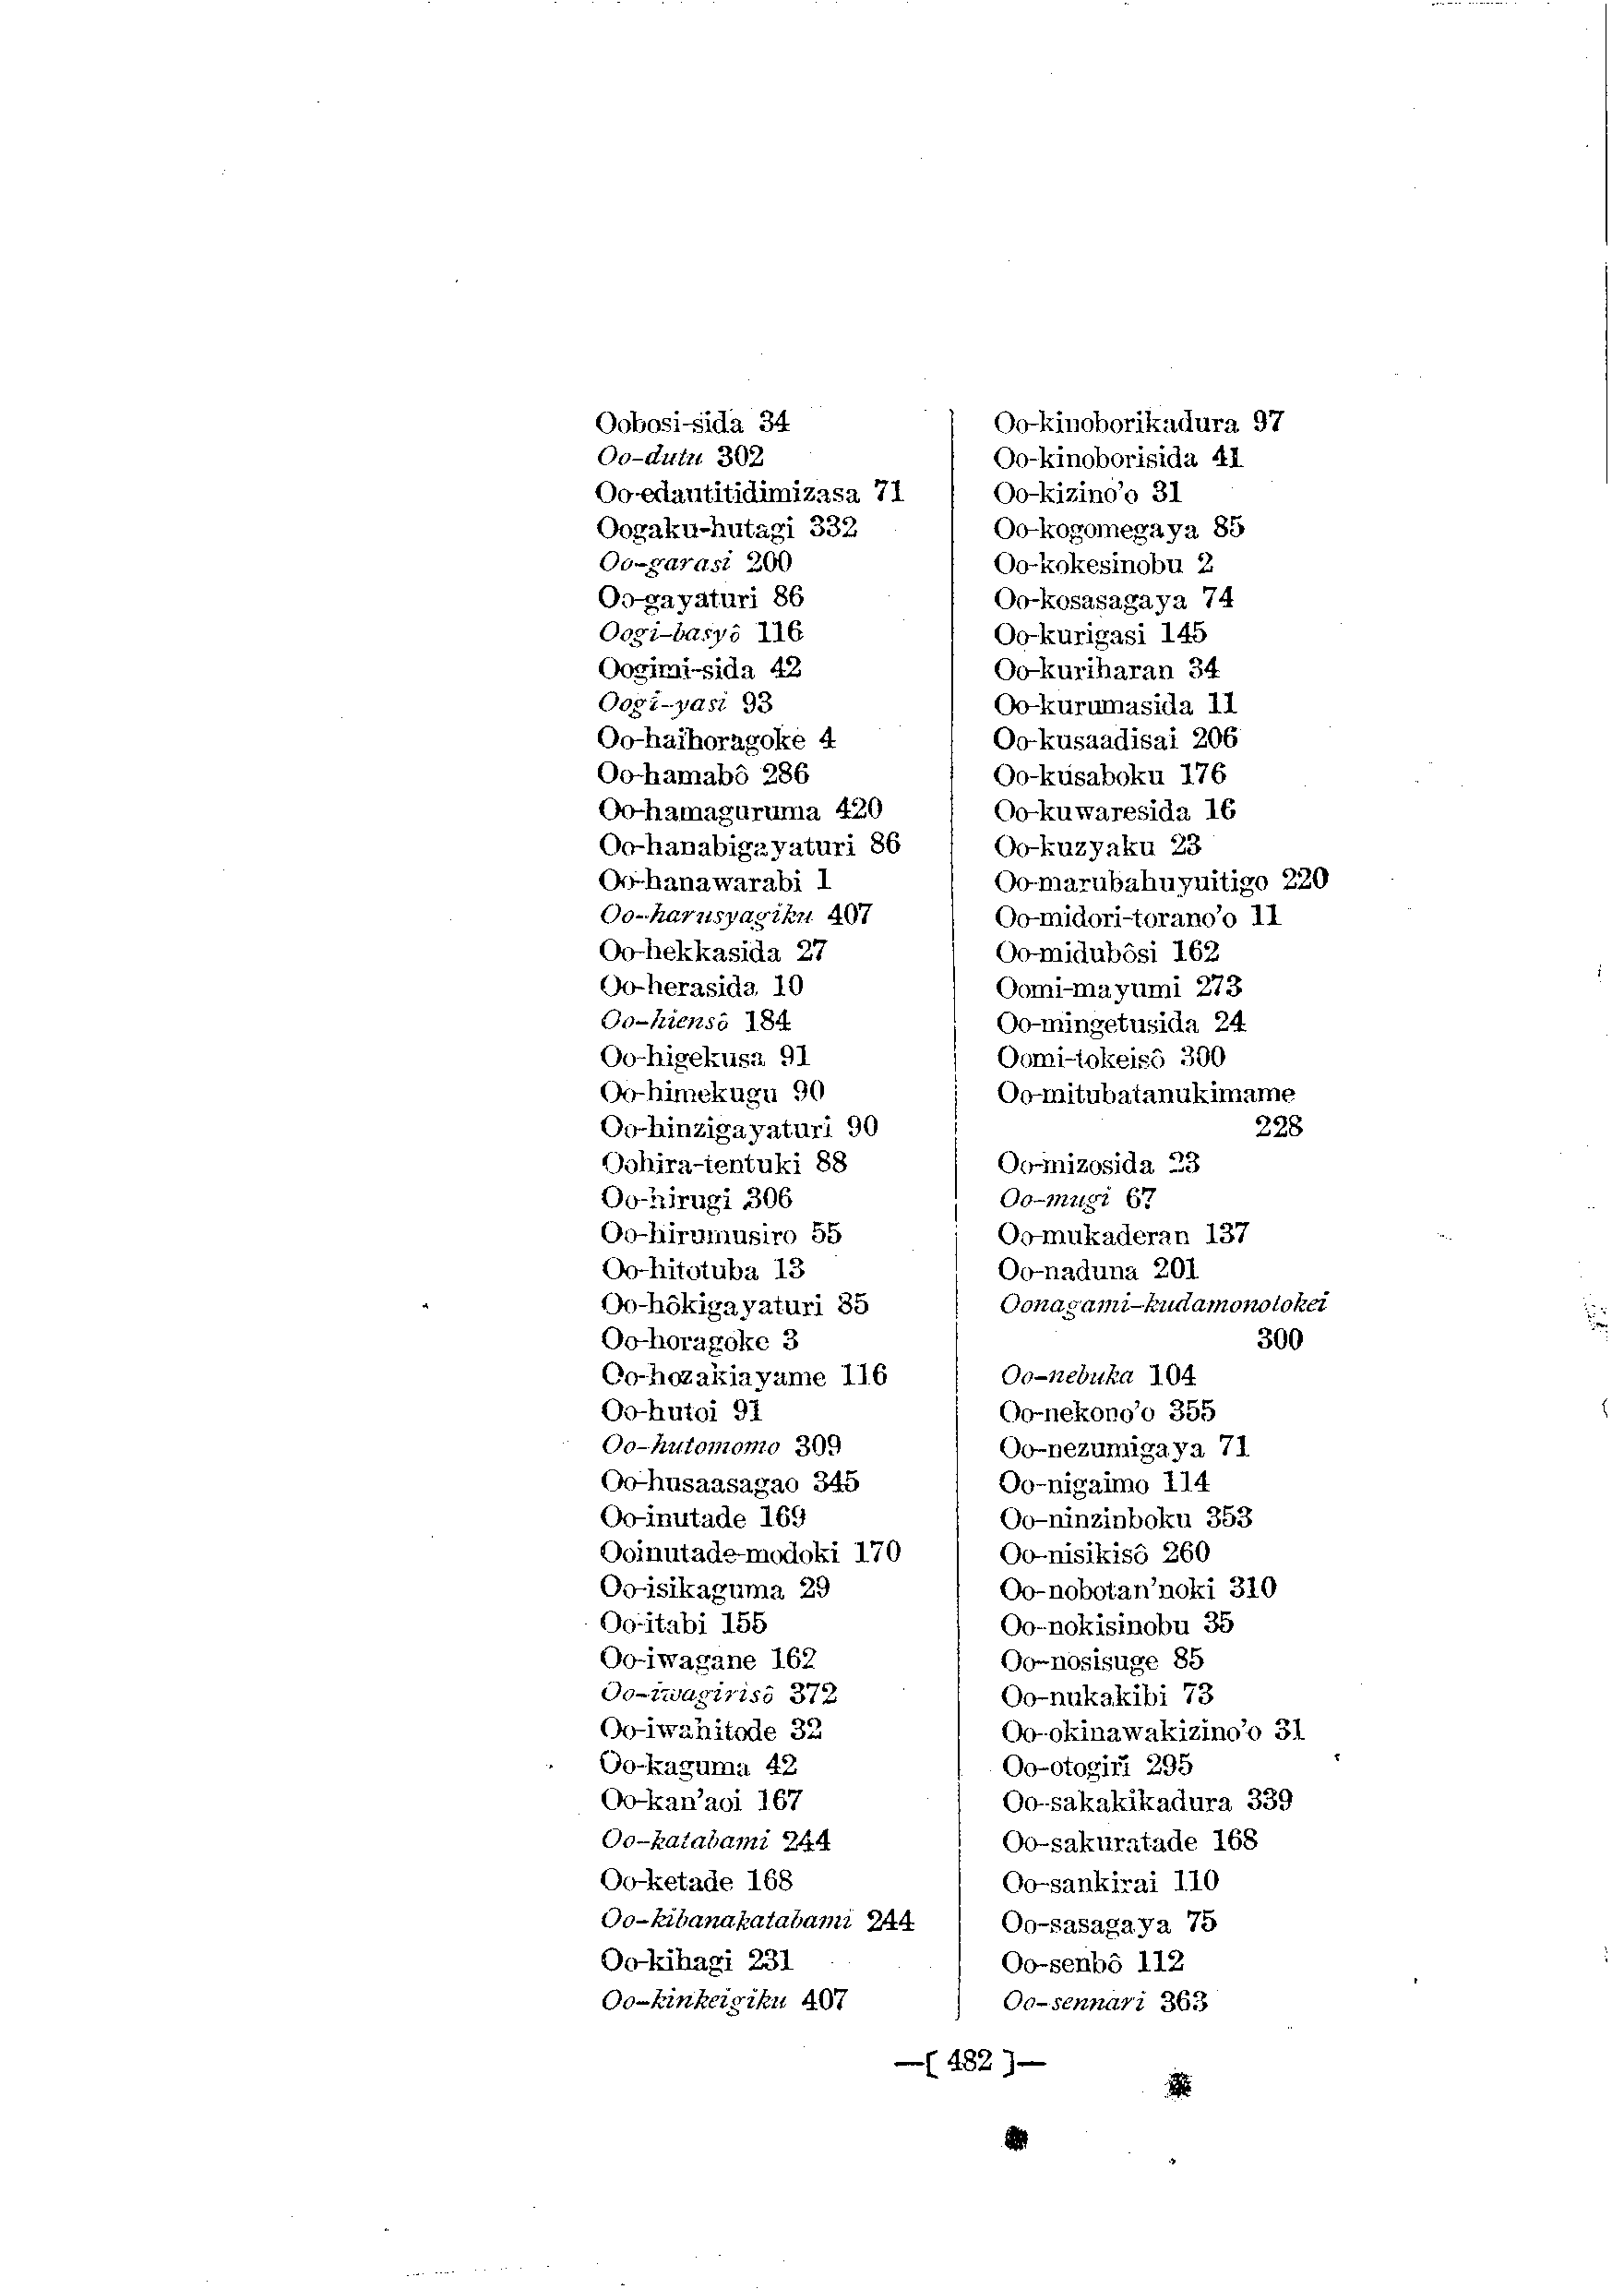 Oobosi-sida 34
Oo-dutu 302
Oo-edautitidimizasa 71
Oogaku-hutagi 332
Oo-garasi 200
Oo-gayaturi 86
Oogi-basyô 116
Oogimi-sida 42
Oogi-yasi 93
Oo-haihoragoke 4
Oo-hamabô 286
Oo-hamaguruma 420
Oo-hanabigayaturi 86
Oo-hanawarabi 1
Oo-harusyagiku 407
Oo-hekkasida 27
Oo-herasida 10
Oo-hiensô 184
Oo-higekusa 91
Oo-himekugu 90
Oo-hinzigayaturi 90
Oohira-tentuki 88
Oo-hirugi 306
Oo-hirumusiro 55
Oo-hitotuba 13
Oo-hôkigayaturi 85
Oo-horagoke 3
Oo-hozakiayame 116
Oo-hutoi 91
Oo-hutomomo 309
Oo-husaasagao 345
Oo-inutade 169
Ooinutade-modoki 170
Oo-isikaguma 29
Oo-itabi 155
Oo-iwagane 162
Oo-iwagirisô 372
Oo-iwahitode 32
Oo-kaguma 42
Oo-kan'aoi 167
Oo-katabami 244
Oo-ketade 168
Oo-kibanakatabami 244
Oo-kihagi 231
Oo-kinkeigiku 407
Oo-kinoborikadura 97
Oo-kinoborisida 41
Oo-kizino'o 31
Oo-kogomegaya 85
Oo-kokesinobu 2
Oo-kosasagaya 74
Oo-kurigasi 145
Oo-kuriharan 34
Oo-kurumasida 11
Oo-kusaadisai 206
Oo-kusaboku 176
Oo-kuwaresida 16
Oo-kuzyaku 23
Oo-marubahuyuitigo 220
Oo-midori-torano'o 11
Oo-midubôsi 162
Oomi-mayumi 273
Oo-mingetusida 24
Oomi-tokeisô 300
Oo-mitubatanukimame
228
Oo-mizosida 23
Oo-mugi 67
Oo-mukaderan 137
Oo-naduna 201
Oonagami-kudamonotokei
300
Oo-nebuka 104
Oo-nekono'o 355
Oo-nezumigaya 71
Oo-nigaimo 114
Oo-ninzinboku 353
Oo-nisikisô 260
Oo-nobotan'noki 310
Oo-nokisinobu 35
Oo-nosisuge 85
Oo-nukakibi 73
Oo-okinawakizino'o 31
Oo-otogiri 295
Oo-sakakikadura 339
Oo-sakuratade 168
Oo-sankirai 110
Oo-sasagaya 75
Oo-senbô 112
Oo-sennari 363
—[ 482 ]—